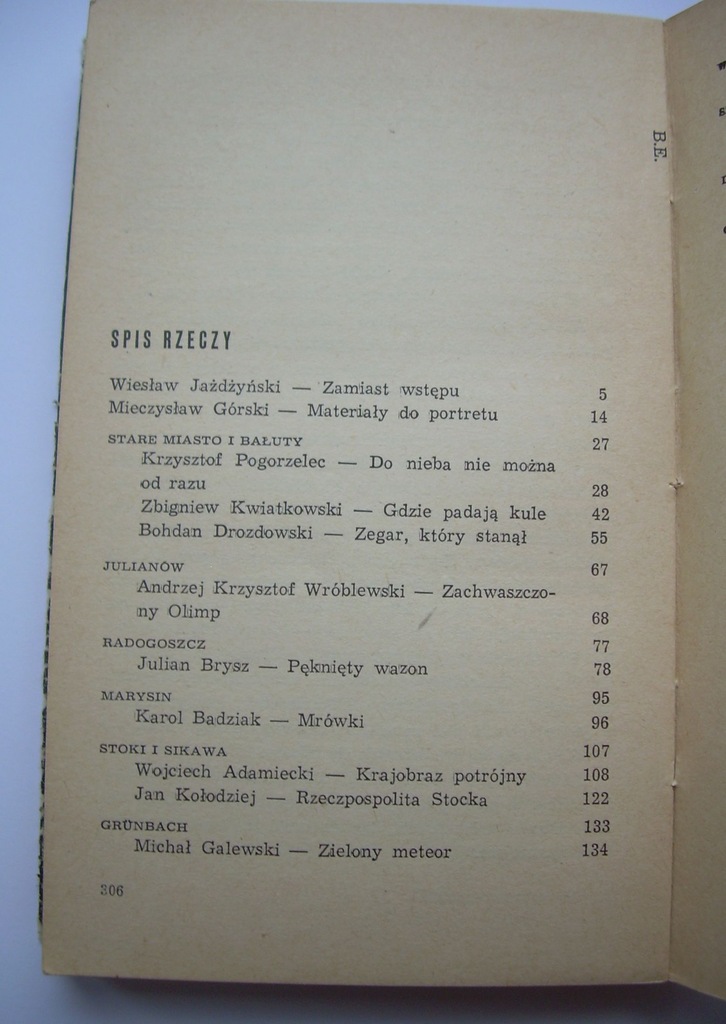 B.E.
SPIS RZECZY
Wiesław Jażdżyński — Zamiast wstępu 5
Mieczysław Górski — Materiały do portretu 14
STARE MIASTO I BAŁUTY 27
Krzysztof Pogorzelec — Do nieba nie można
od razu 28
Zbigniew Kwiatkowski — Gdzie padają kule 42
Bohdan Drozdowski — Zegar, który stanął 55
JULIANÓW 67
Andrzej Krzysztof Wróblewski — Zachwaszczo-
ny Olimp 68
RADOGOSZCZ 77
Julian Brysz — Pęknięty wazon 78
MARYSIN 95
Karol Badziak — Mrówki 96
STOKI I SIKAWA 107
Wojciech Adamiecki — Krajobraz potrójny 108
Jan Kołodziej — Rzeczpospolita Stocka 122
GRÜNBACH 133
Michał Galewski — Zielony meteor 134
306